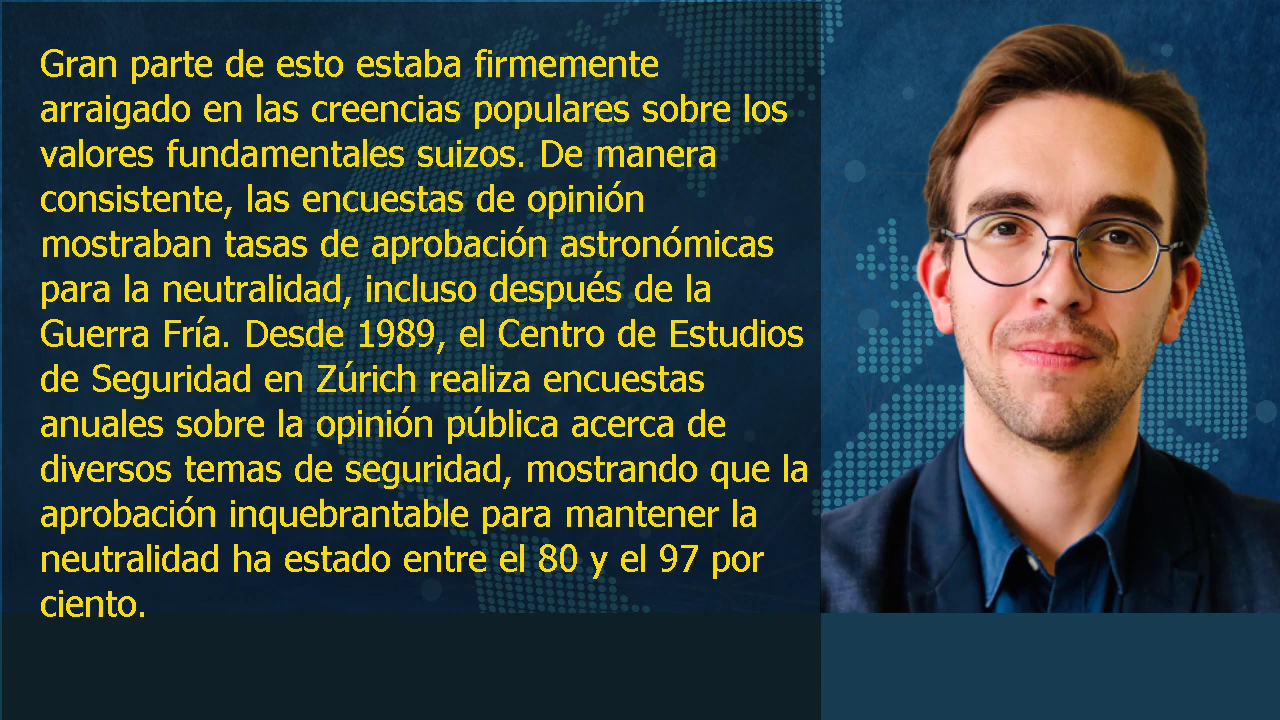 Gran parte de esto estaba firmemente
arraigado en las creencias populares sobre los
valores fundamentales suizos. De manera
consistente, las encuestas de opinión
mostraban tasas de aprobación astronómicas
para la neutralidad, incluso después de la
Guerra Fría. Desde 1989, el Centro de Estudios
de Seguridad en Zúrich realiza encuestas
anuales sobre la opinión pública acerca de
diversos temas de seguridad, mostrando que la
aprobación inquebrantable para mantener la
neutralidad ha estado entre el 80 y el 97 por
ciento.